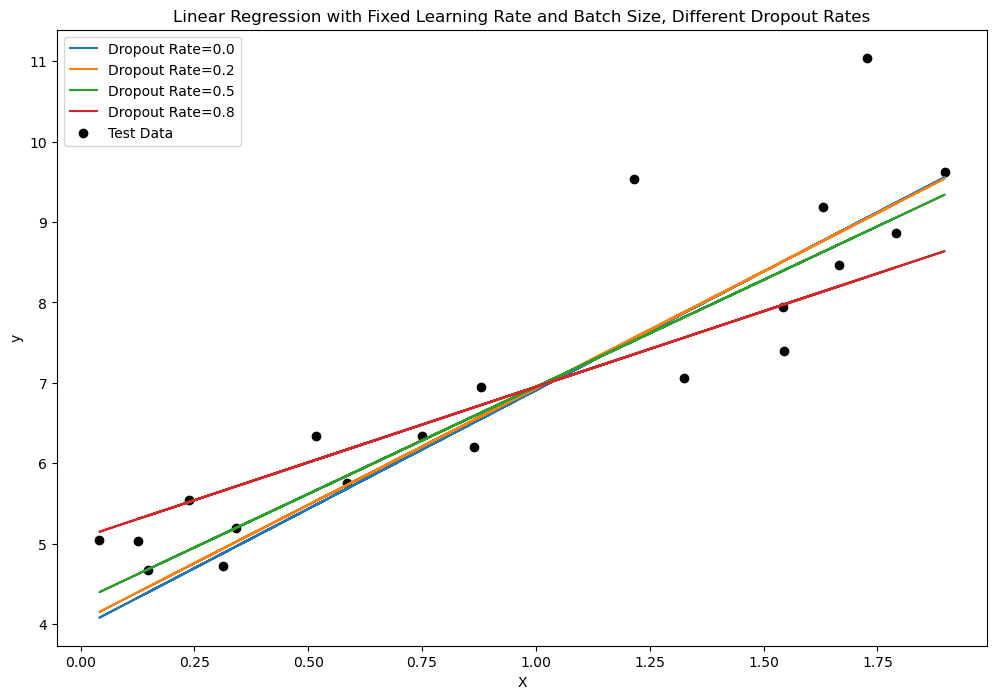 Linear Regression with Fixed Learning Rate and Batch Size, Different Dropout Rates
Dropout Rate=0.0
Dropout Rate=0.2
Dropout Rate=0.5
Dropout Rate=0.8
Test Data
11
10
9
8
7
6
5
4
y
0.00 0.25 0.50 0.75 1.00 1.25 1.50 1.75
X